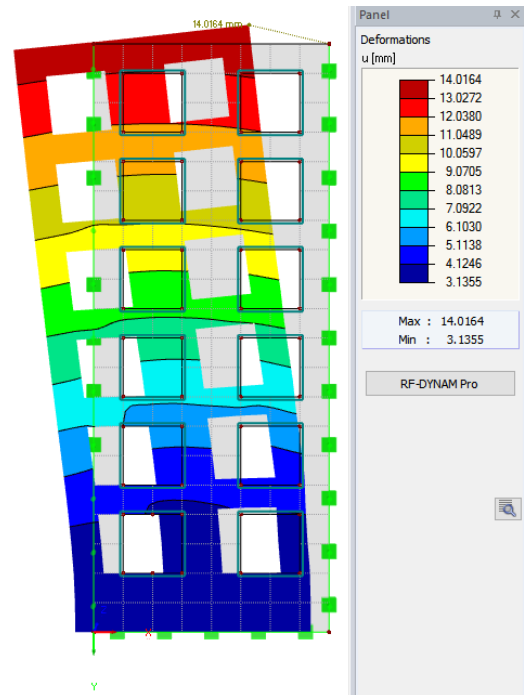 14.0164 mm
X
Y
Panel
Deformations
u [mm]
14.0164
13.0272
12.0380
11.0489
10.0597
9.0705
8.0813
7.0922
6.1030
5.1138
4.1246
3.1355
Max : 14.0164
Min : 3.1355
RF-DYNAM Pro